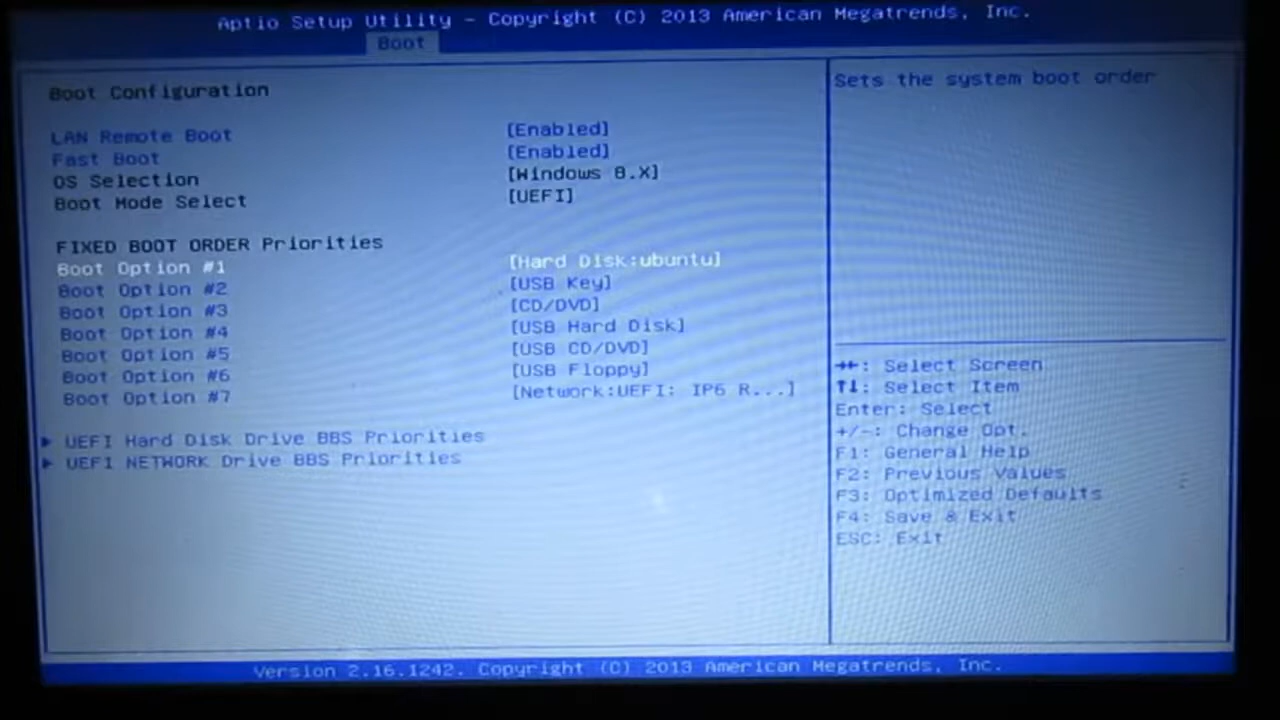 Aptio Setup Utility - Copyright (C) 2013 American Megatrends, Inc.
Boot
Boot Configuration
LAN Remote Boot [Enabled]
Fast Boot [Enabled]
OS Selection [Windows 8.X]
Boot Mode Select [UEFI]
FIXED BOOT ORDER Priorities
Boot Option #1 [Hard Disk:ubuntu]
Boot Option #2 [USB Key]
Boot Option #3 [CD/DVD]
Boot Option #4 [USB Hard Disk]
Boot Option #5 [USB CD/DVD]
Boot Option #6 [USB Floppy]
Boot Option #7 [Network:UEFI: IP6 R...]
▶ UEFI Hard Disk Drive BBS Priorities
▶ UEFI NETWORK Drive BBS Priorities
Sets the system boot order
→←: Select Screen
↑↓: Select Item
Enter: Select
+/-: Change Opt.
F1: General Help
F2: Previous Values
F3: Optimized Defaults
F4: Save & Exit
ESC: Exit
Version 2.16.1242. Copyright (C) 2013 American Megatrends, Inc.